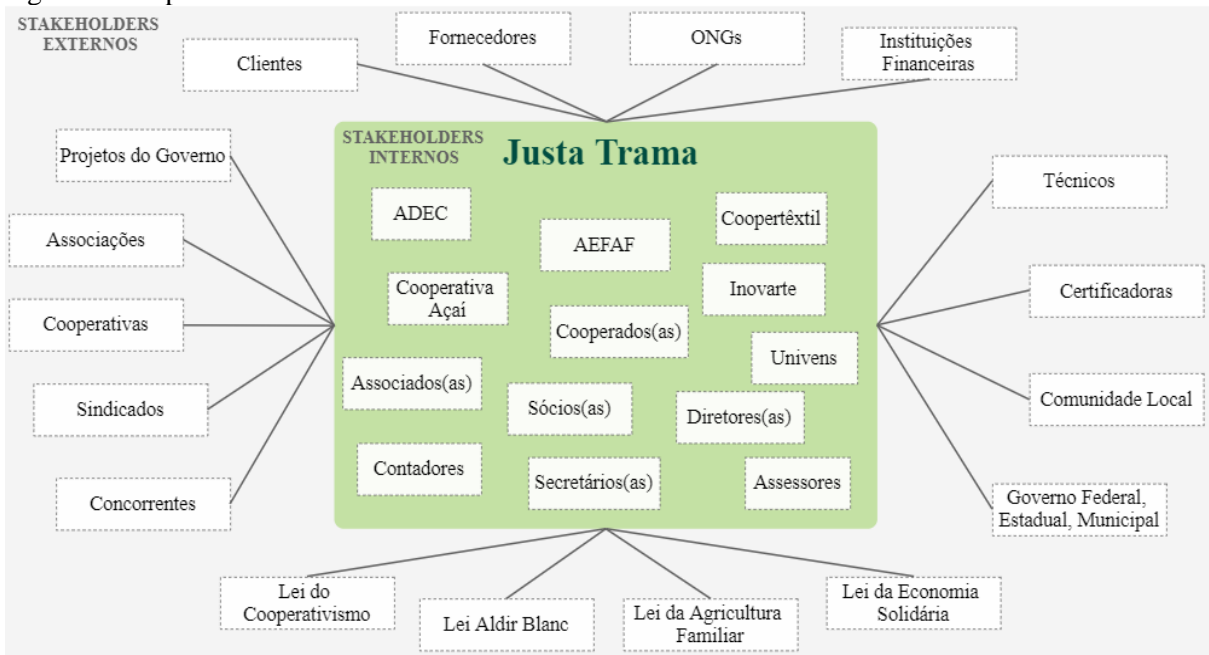 STAKEHOLDERS
EXTERNOS
Clientes
Fornecedores
ONGs
Instituições
Financeiras
Projetos do Governo
Associações
Cooperativas
Sindicados
Concorrentes
STAKEHOLDERS
INTERNOS
Justa Trama
ADEC
AEFAF
Coopertêxtil
Cooperativa
Açaí
Inovarte
Cooperados(as)
Univens
Associados(as)
Sócios(as)
Diretores(as)
Contadores
Secretários(as)
Assessores
Técnicos
Certificadoras
Comunidade Local
Governo Federal,
Estadual, Municipal
Lei do
Cooperativismo
Lei Aldir Blanc
Lei da Agricultura
Familiar
Lei da Economia
Solidária